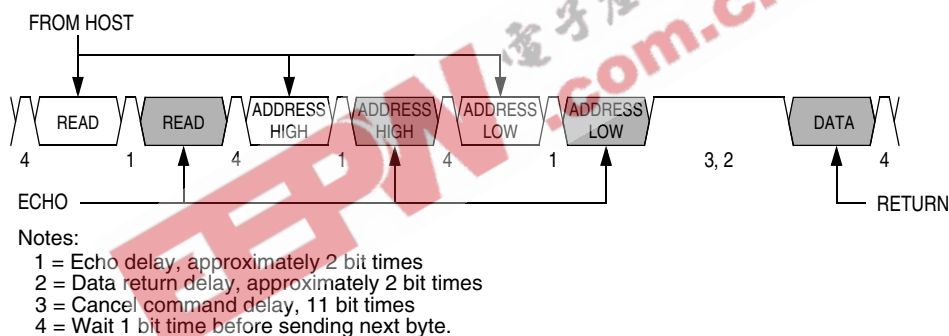 FROM HOST
READ
READ
ADDRESS HIGH
ADDRESS HIGH
ADDRESS LOW
ADDRESS LOW
DATA
4
1
4
1
4
1
3, 2
4
ECHO
RETURN
Notes:
1 = Echo delay, approximately 2 bit times
2 = Data return delay, approximately 2 bit times
3 = Cancel command delay, 11 bit times
4 = Wait 1 bit time before sending next byte.
EEPW
.com.c